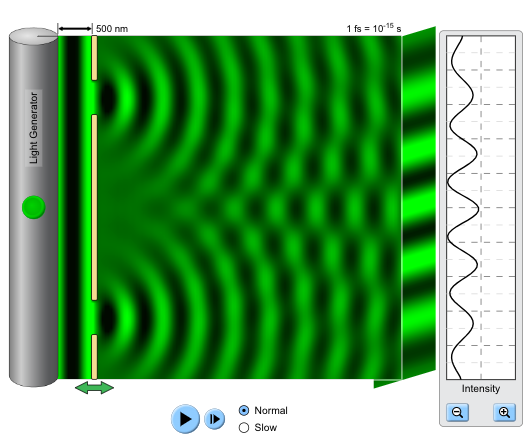 500 nm
1 fs = 10⁻¹⁵ s
Light Generator
Intensity
Normal
Slow